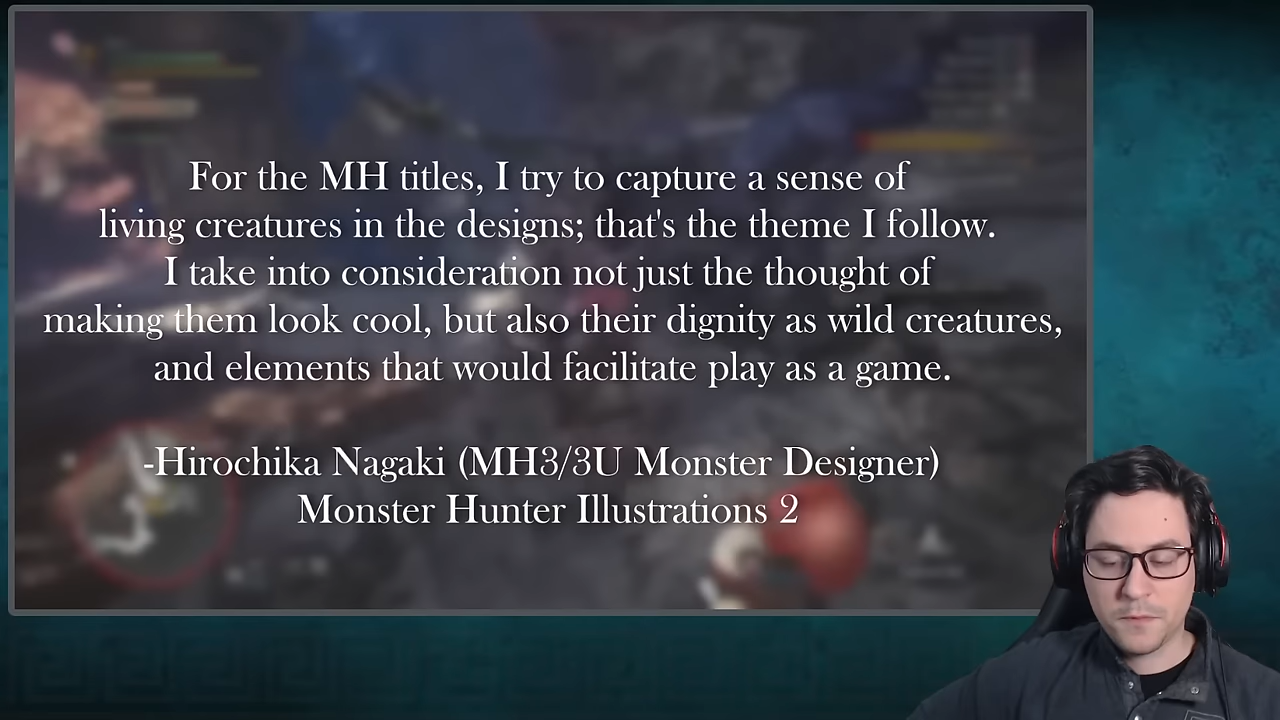 For the MH titles, I try to capture a sense of
living creatures in the designs; that's the theme I follow.
I take into consideration not just the thought of
making them look cool, but also their dignity as wild creatures,
and elements that would facilitate play as a game.
-Hirochika Nagaki (MH3/3U Monster Designer)
Monster Hunter Illustrations 2